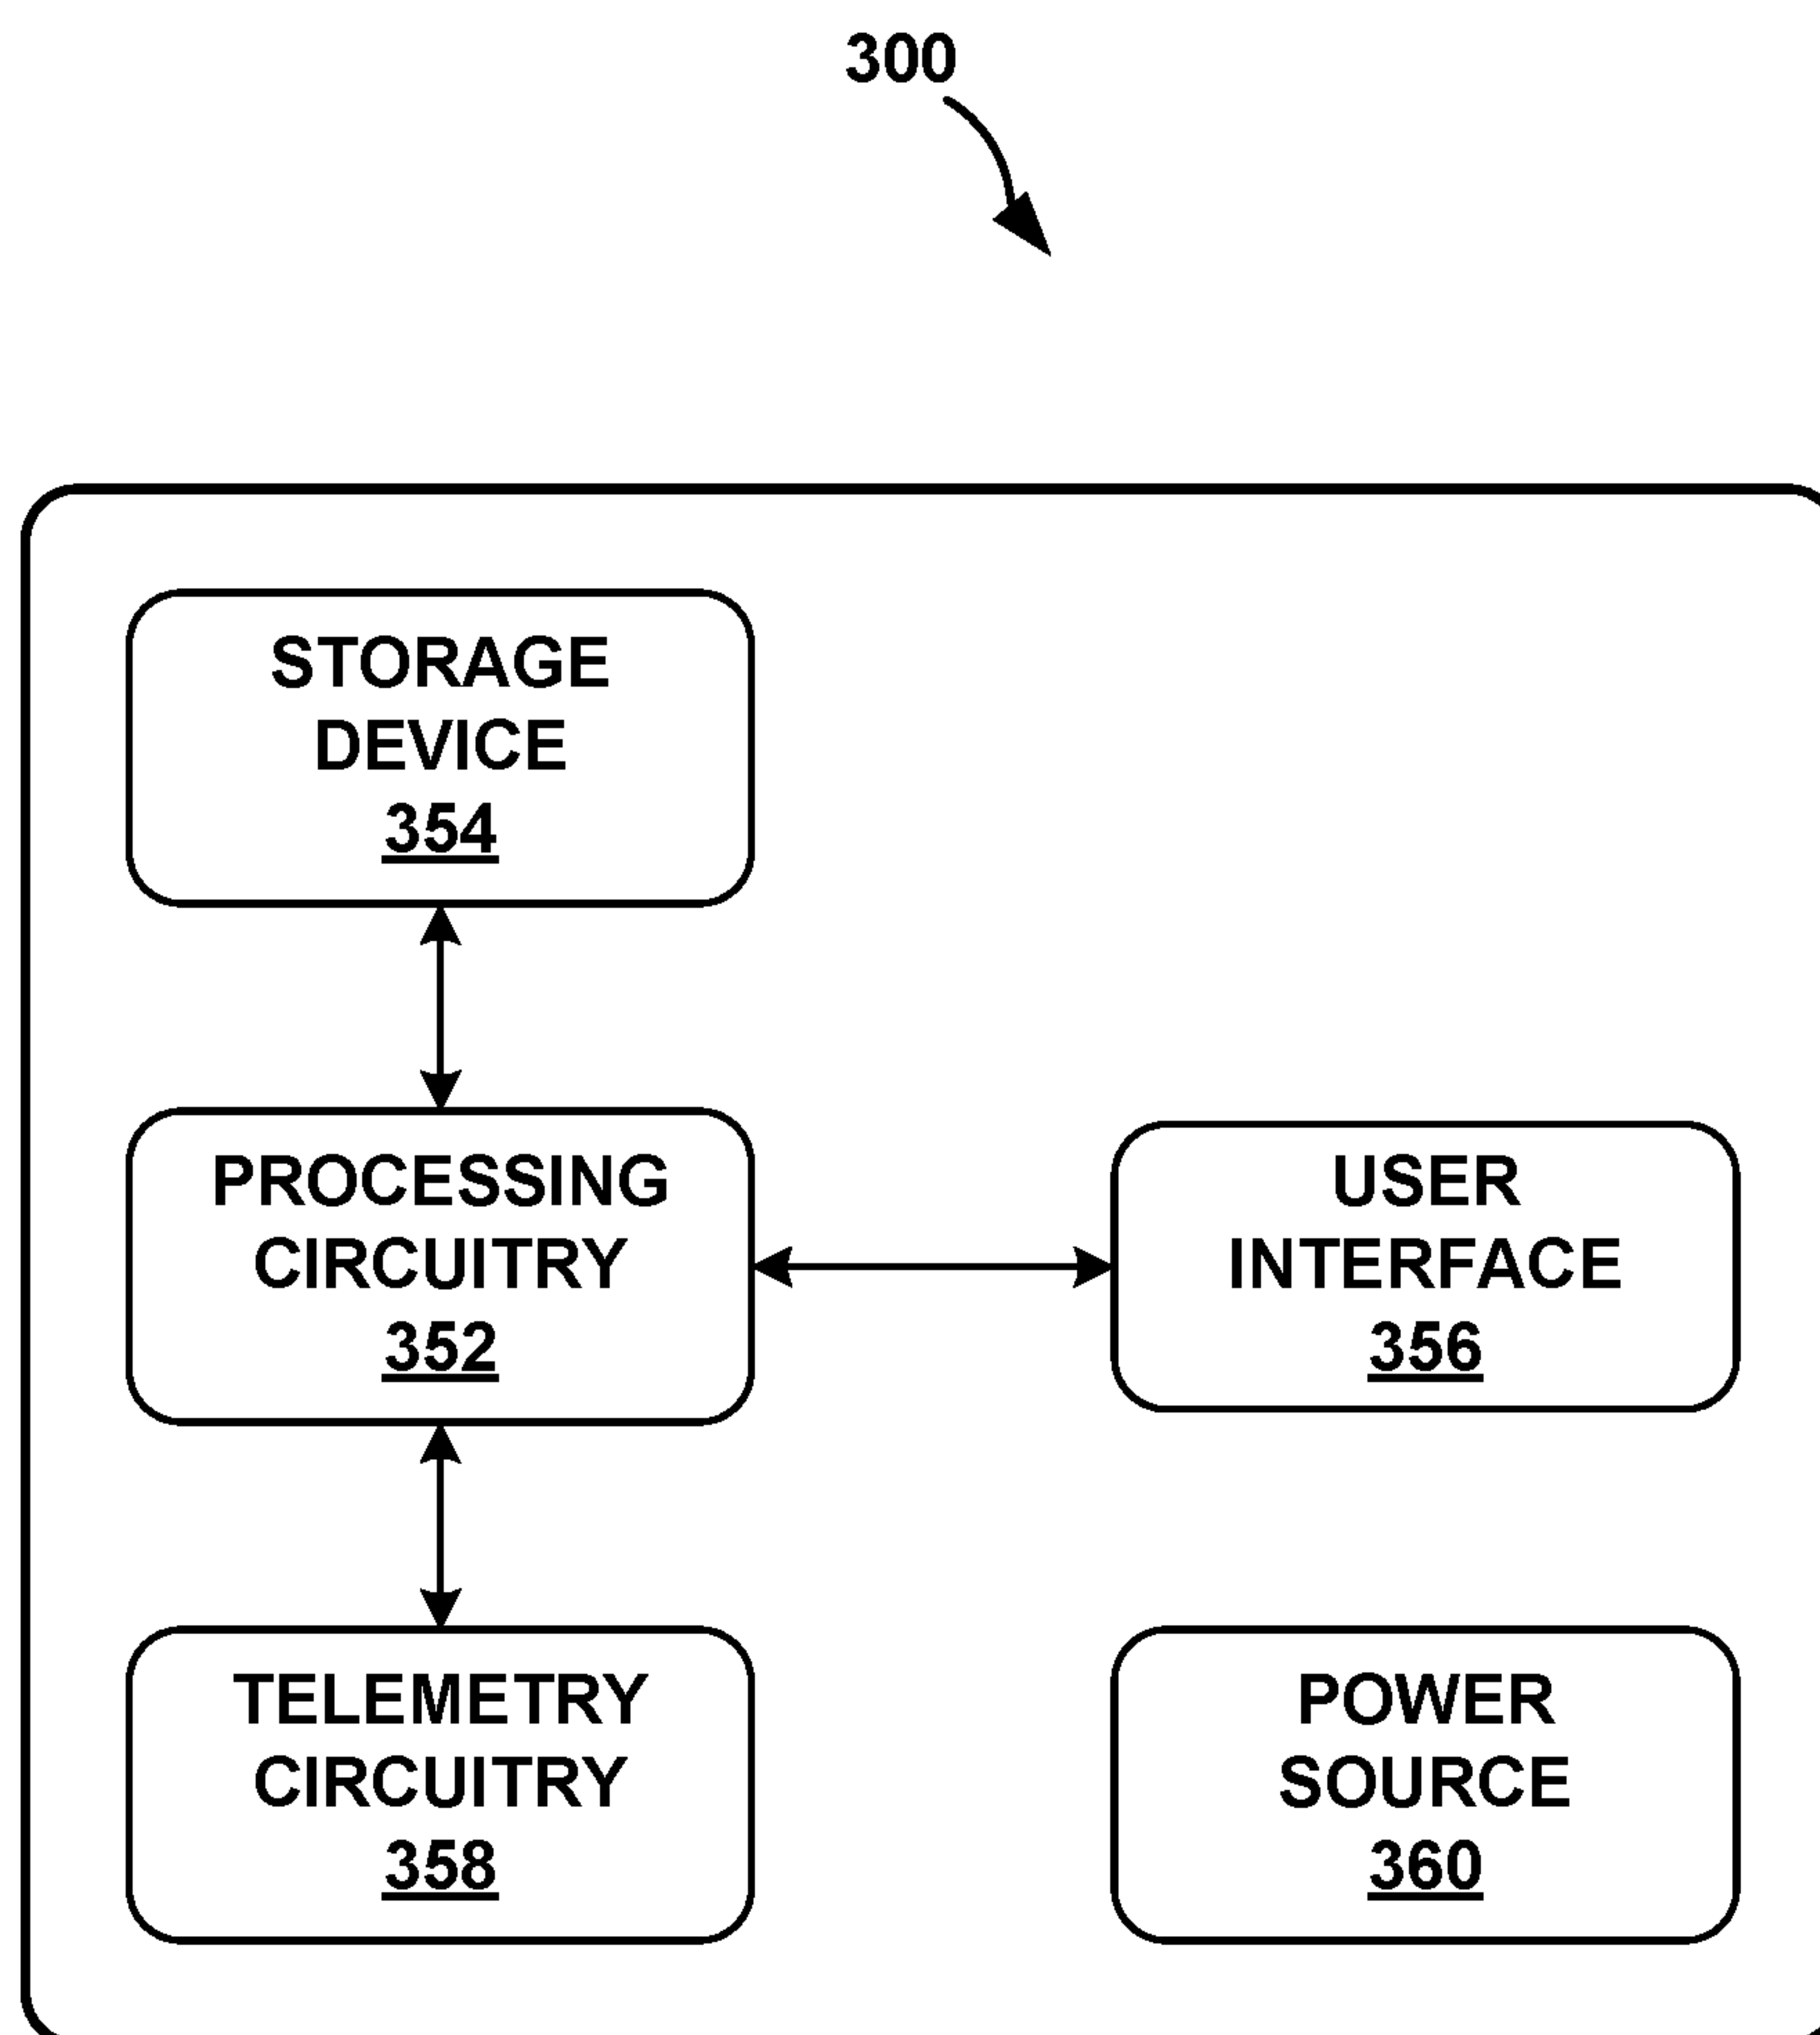 300
STORAGE
DEVICE
354
PROCESSING
CIRCUITRY
352
USER
INTERFACE
356
TELEMETRY
CIRCUITRY
358
POWER
SOURCE
360